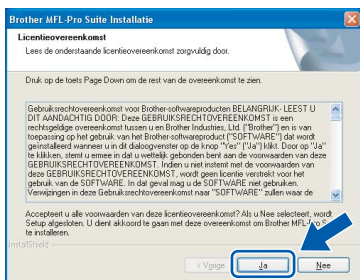 Brother MFL-Pro Suite Installatie
Licentieovereenkomst
Lees de onderstaande licentieovereenkomst zorgvuldig door.
Druk op de toets Page Down om de rest van de overeenkomst te zien.
Gebruiksrechtovereenkomst voor Brother-softwareproducten BELANGRIJK- LEEST U
DIT AANDACHTIG DOOR: Deze GEBRUIKSRECHTOVEREENKOMST is een
rechtsgeldige overeenkomst tussen u en Brother Industries, Ltd. ("Brother") en is van
toepassing op het gebruik van het Brother-softwareproduct ("SOFTWARE") dat wordt
geïnstalleerd wanneer u in dit dialoogvenster op de knop "Yes" ("Ja") klikt. Door op "Ja"
te klikken, stemt u ermee in dat u wettelijk gebonden bent aan de voorwaarden van deze
GEBRUIKSRECHTOVEREENKOMST. Indien u niet instemt met de voorwaarden van deze
GEBRUIKSRECHTOVEREENKOMST, wordt geen licentie verstrekt voor het
gebruik van de SOFTWARE. In dat geval mag u de SOFTWARE niet gebruiken.
Verwijzingen in deze Gebruiksrechtovereenkomst naar "SOFTWARE" zullen waar de
Accepteert u alle voorwaarden van deze licentieovereenkomst? Als u Nee selecteert, wordt
Setup afgesloten. U dient akkoord te gaan met deze overeenkomst om Brother MFL-Pro S
te installeren.
InstallShield
< Vorige Ja Nee